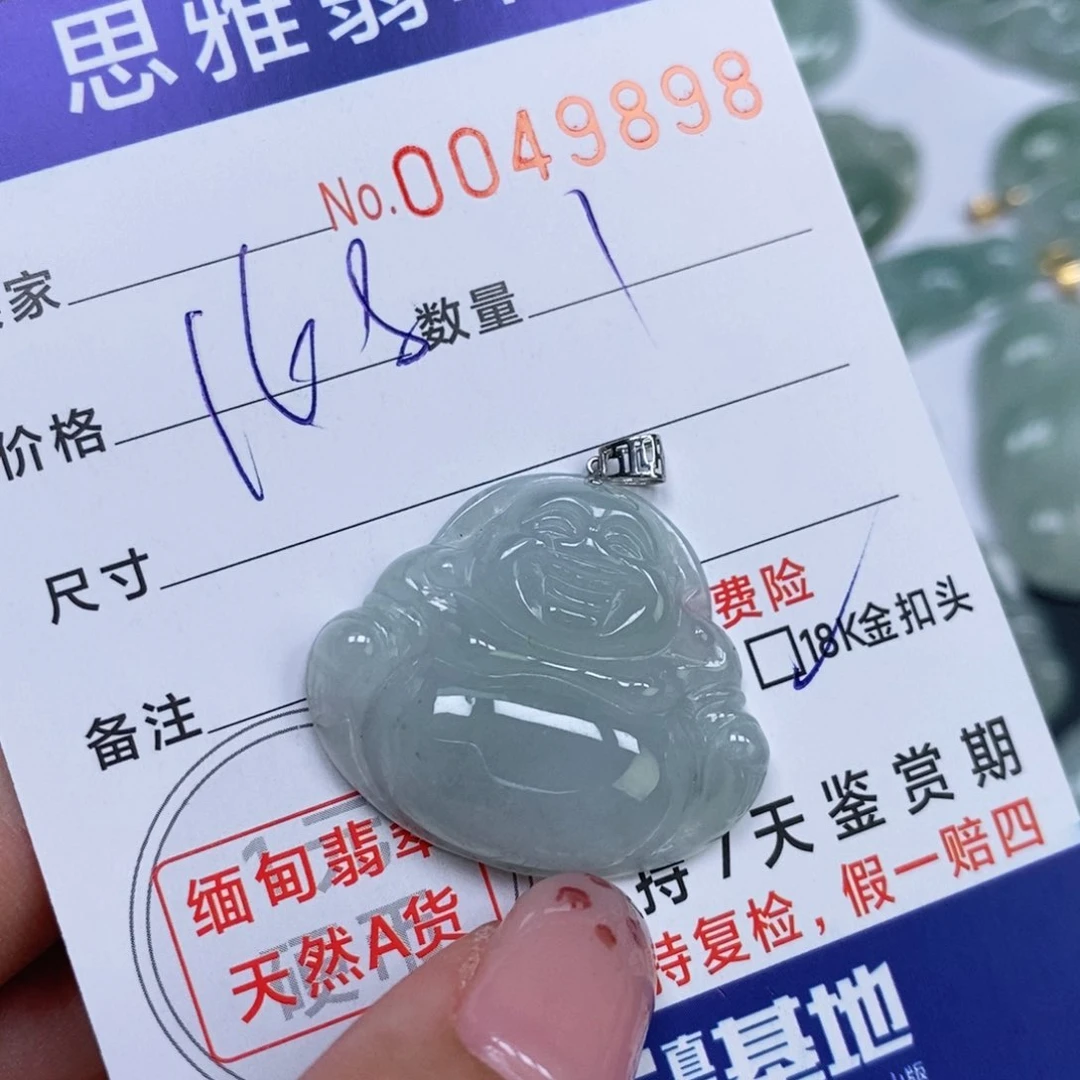 思雅翡
No.0049898
家
168 数量 1
价格
尺寸
费险
18K金扣头
备注
天鉴赏期
缅甸翡翠
天然A货
持复检，假一赔四
基地